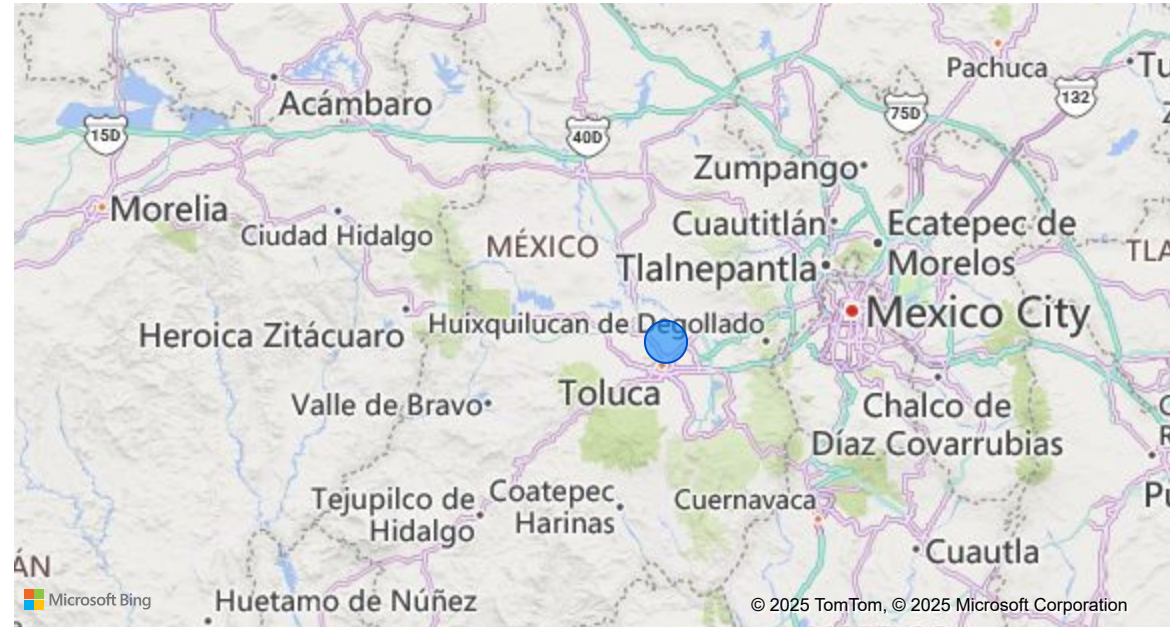 Pachuca
Tu
132
Acámbaro
75D
15D
40D
Zumpango
Morelia
Cuautitlán
Ecatepec de
Morelos
Ciudad Hidalgo
MÉXICO
TLA
Tlalnepantla
Mexico City
Huixquilucan de Degollado
Heroica Zitácuaro
Toluca
Valle de Bravo
Chalco de
Díaz Covarrubias
Tejupilco de
Hidalgo
Coatepec
Harinas
Cuernavaca
Pu
Cuautla
ÁN
Microsoft Bing
Huetamo de Núñez
© 2025 TomTom, © 2025 Microsoft Corporation